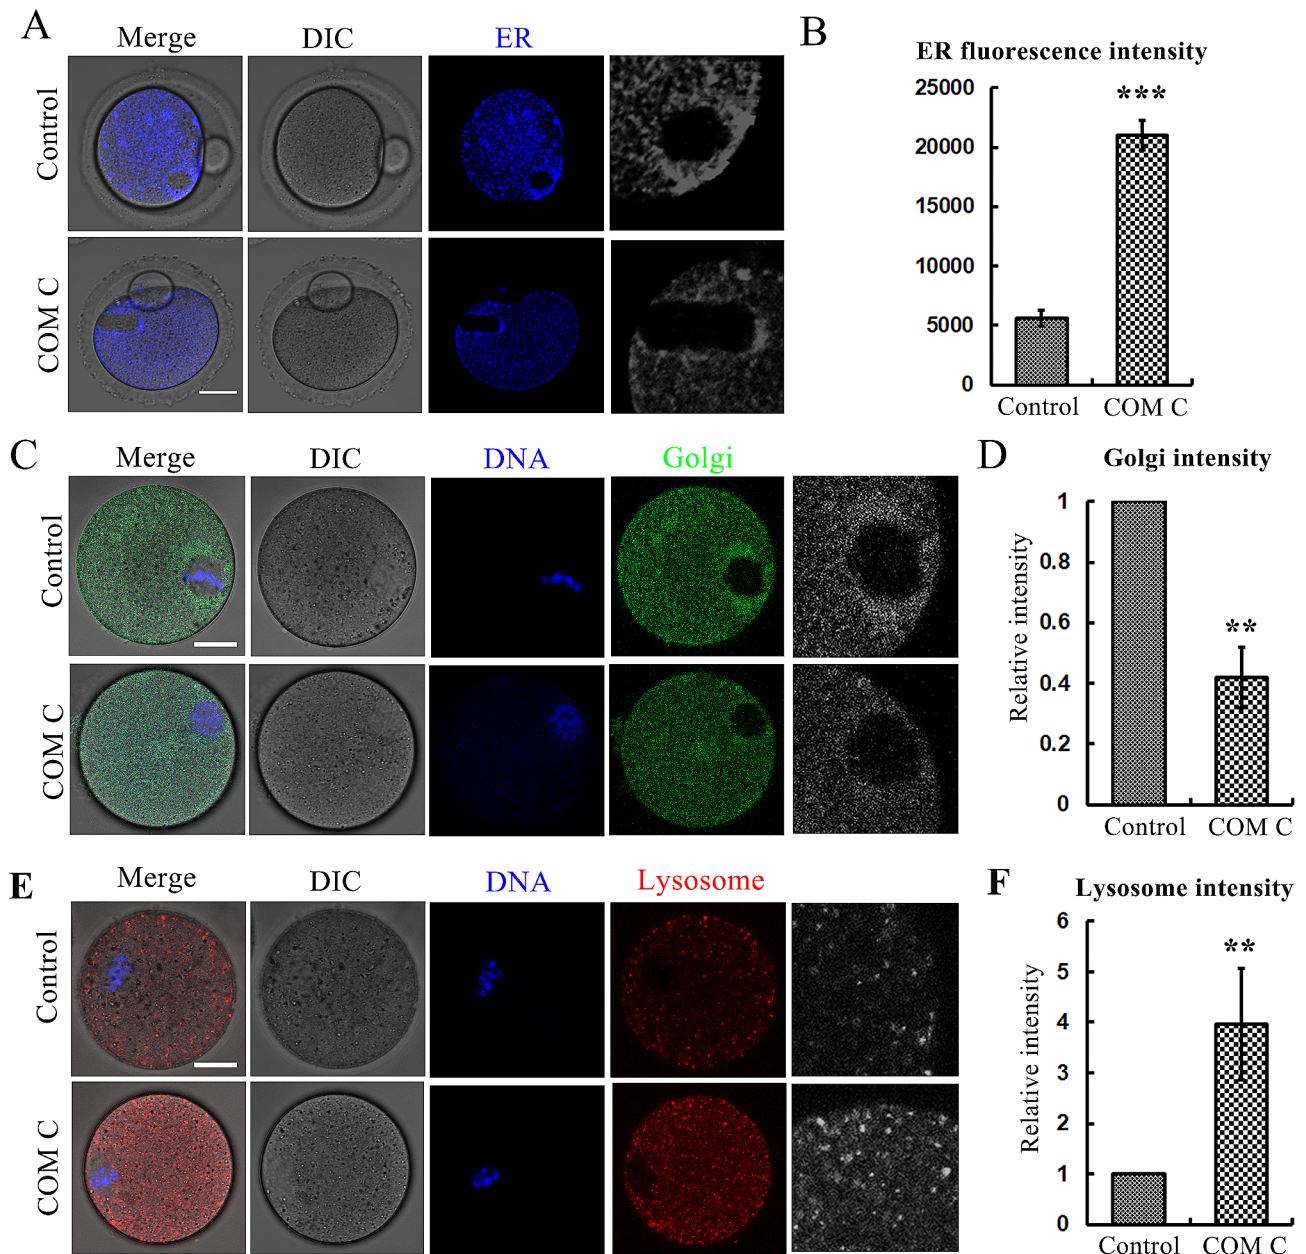 A
Merge DIC ER
Control
COM C
B
ER fluorescence intensity
25000
20000
15000
10000
5000
0
***
Control COM C
C
Merge DIC DNA Golgi
Control
COM C
D
Golgi intensity
Relative intensity
1
0.8
0.6
0.4
0.2
0
**
Control COM C
E
Merge DIC DNA Lysosome
Control
COM C
F
Lysosome intensity
Relative intensity
6
5
4
3
2
1
0
**
Control COM C